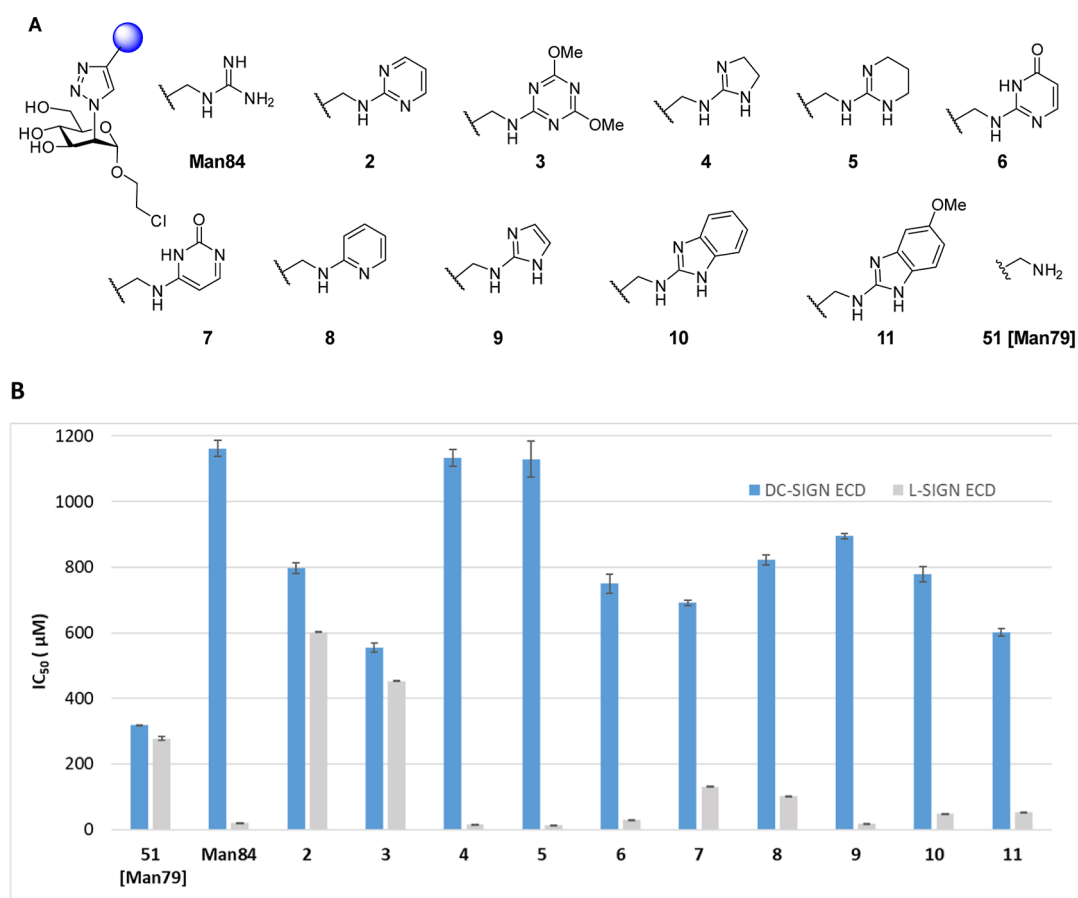 A
N
N
N
HO
HO
HO
O
O
Cl
NH
N
H
NH2
Man84
N
N
N
H
2
OMe
N
N
N
N
H
OMe
3
N
N
H
N
H
4
N
N
H
N
H
5
O
HN
N
H
N
6
O
HN
N
N
H
7
N
H
N
8
N
N
H
N
H
9
N
N
H
N
H
10
OMe
N
N
H
N
H
11
NH2
51 [Man79]
B
IC50 ( µM)
1200
1000
800
600
400
200
0
DC-SIGN ECD
L-SIGN ECD
51
[Man79]
Man84
2
3
4
5
6
7
8
9
10
11